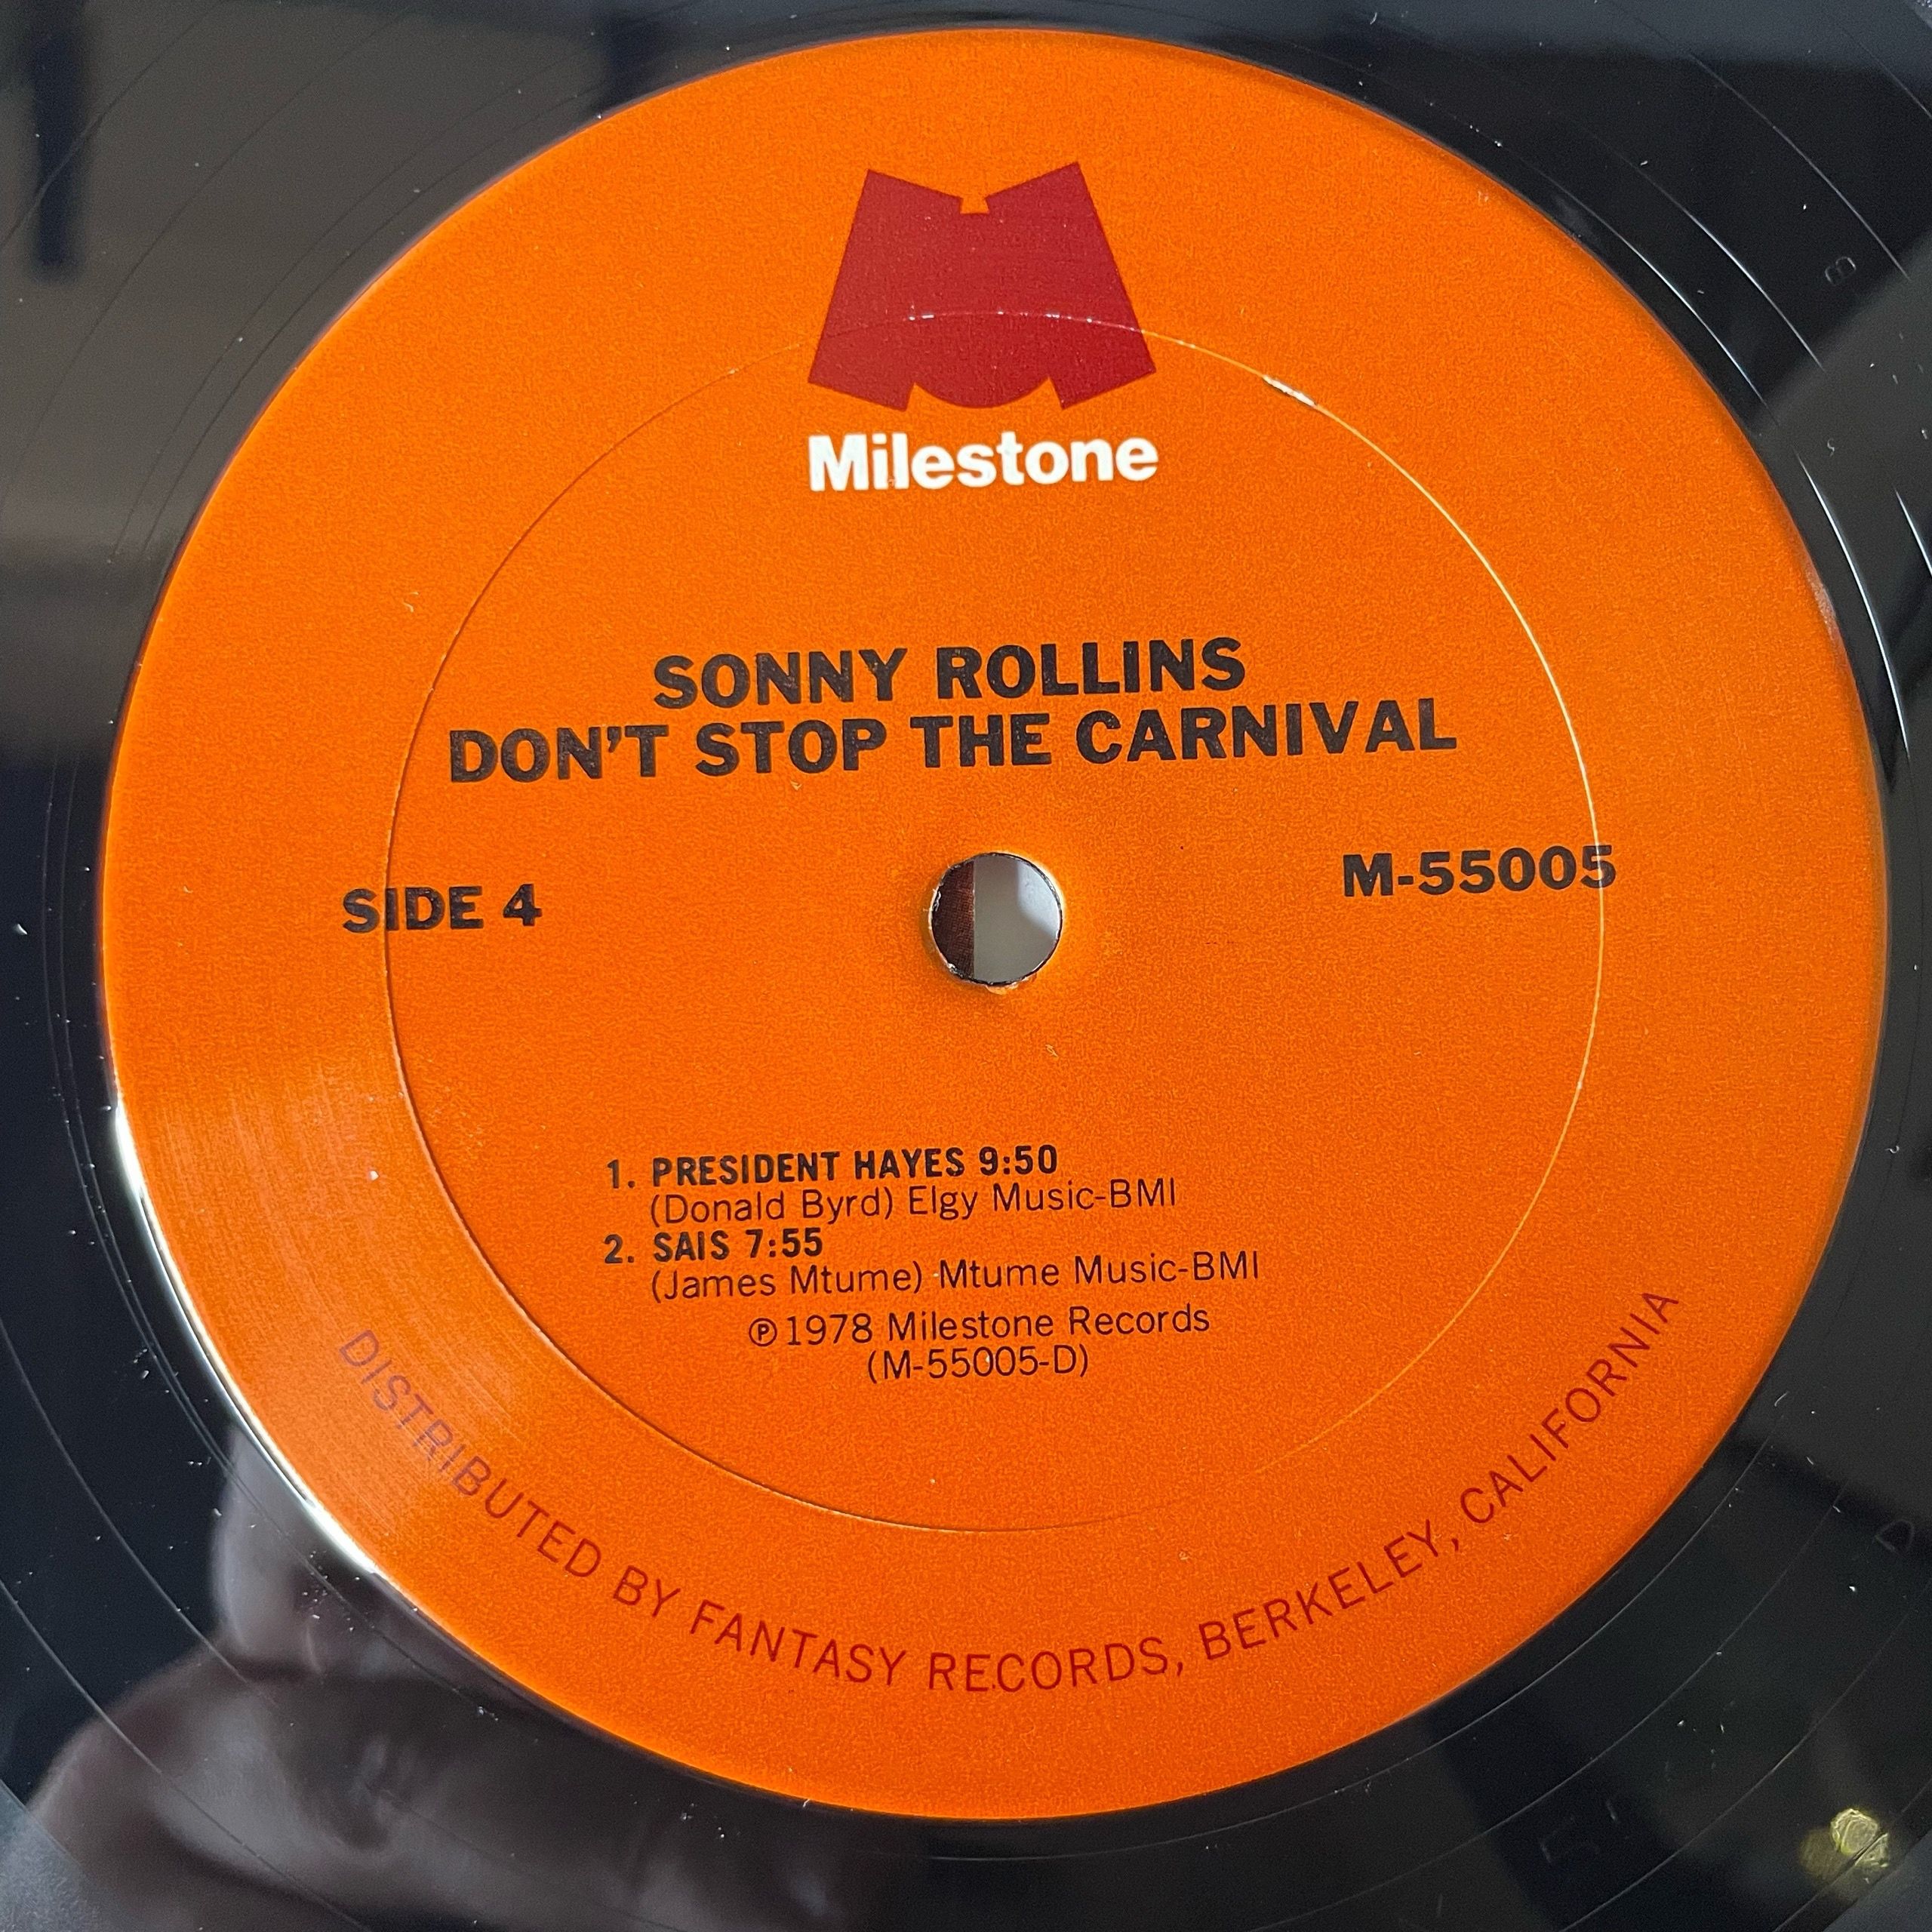 Milestone
SONNY ROLLINS
DON'T STOP THE CARNIVAL
SIDE 4
M-55005
1. PRESIDENT HAYES 9:50
(Donald Byrd) Elgy Music-BMI
2. SAIS 7:55
(James Mtume) Mtume Music-BMI
℗1978 Milestone Records
(M-55005-D)
DISTRIBUTED BY FANTASY RECORDS, BERKELEY, CALIFORNIA